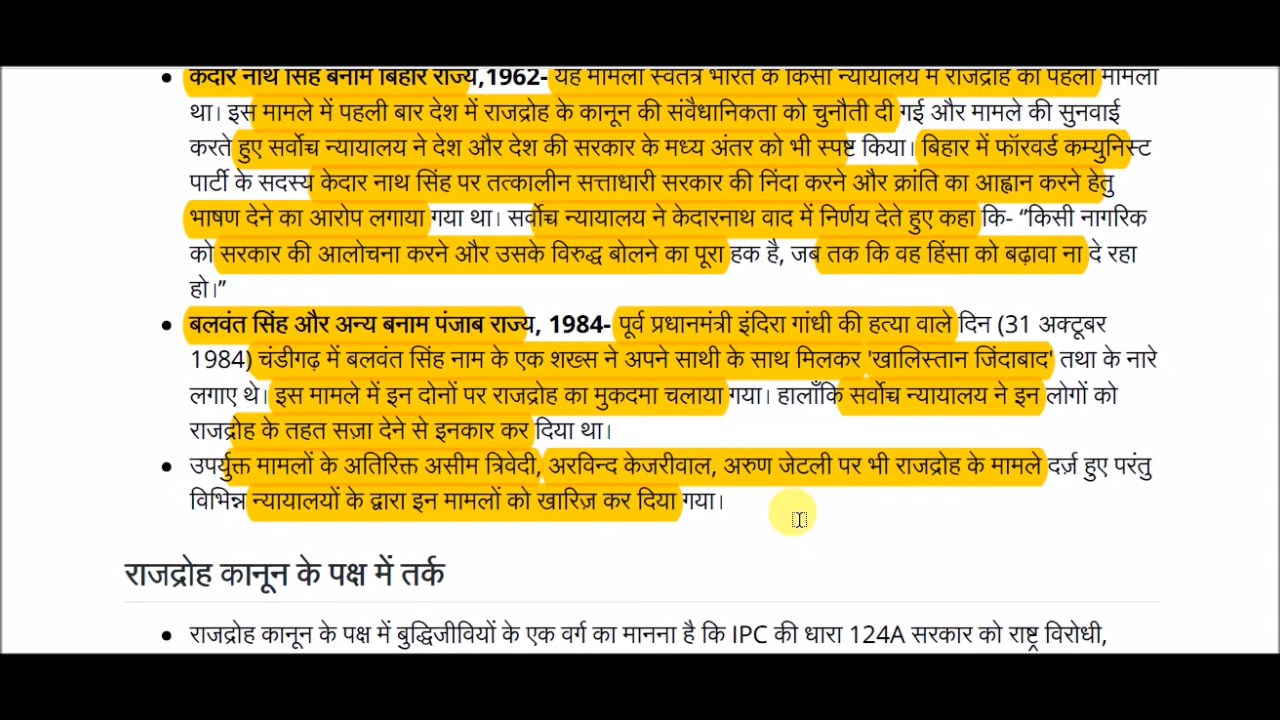 केदार नाथ सिंह बनाम बिहार राज्य,1962- यह मामला स्वतंत्र भारत के किसी न्यायालय में राजद्रोह का पहला मामला
था। इस मामले में पहली बार देश में राजद्रोह के कानून की संवैधानिकता को चुनौती दी गई और मामले की सुनवाई
करते हुए सर्वोच्च न्यायालय ने देश और देश की सरकार के मध्य अंतर को भी स्पष्ट किया। बिहार में फॉरवर्ड कम्युनिस्ट
पार्टी के सदस्य केदार नाथ सिंह पर तत्कालीन सत्ताधारी सरकार की निंदा करने और क्रांति का आह्वान करने हेतु
भाषण देने का आरोप लगाया गया था। सर्वोच्च न्यायालय ने केदारनाथ वाद में निर्णय देते हुए कहा कि- “किसी नागरिक
को सरकार की आलोचना करने और उसके विरुद्ध बोलने का पूरा हक है, जब तक कि वह हिंसा को बढ़ावा ना दे रहा
हो।”
बलवंत सिंह और अन्य बनाम पंजाब राज्य, 1984- पूर्व प्रधानमंत्री इंदिरा गांधी की हत्या वाले दिन (31 अक्टूबर
1984) चंडीगढ़ में बलवंत सिंह नाम के एक शख्स ने अपने साथी के साथ मिलकर 'खालिस्तान जिंदाबाद' तथा के नारे
लगाए थे। इस मामले में इन दोनों पर राजद्रोह का मुकदमा चलाया गया। हालाँकि सर्वोच्च न्यायालय ने इन लोगों को
राजद्रोह के तहत सज़ा देने से इनकार कर दिया था।
उपर्युक्त मामलों के अतिरिक्त असीम त्रिवेदी, अरविन्द केजरीवाल, अरुण जेटली पर भी राजद्रोह के मामले दर्ज़ हुए परंतु
विभिन्न न्यायालयों के द्वारा इन मामलों को खारिज़ कर दिया गया।
राजद्रोह कानून के पक्ष में तर्क
राजद्रोह कानून के पक्ष में बुद्धिजीवियों के एक वर्ग का मानना है कि IPC की धारा 124A सरकार को राष्ट्र विरोधी,